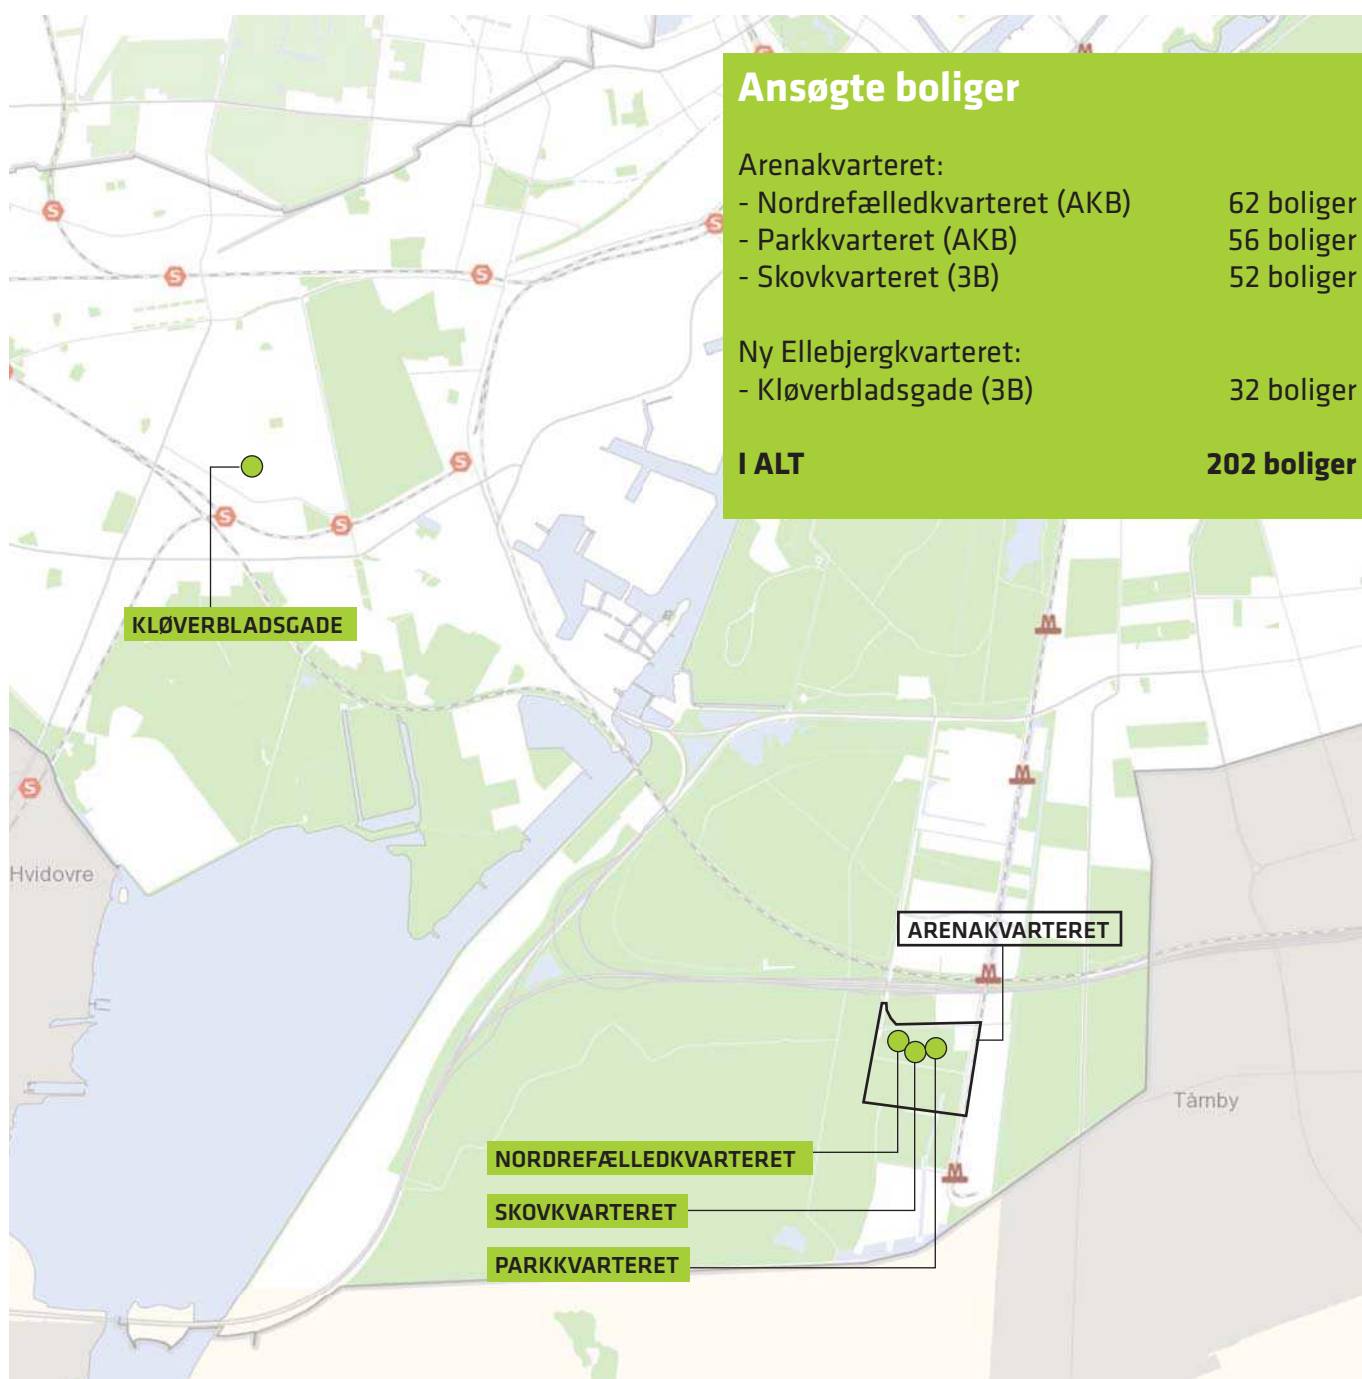 Ansøgte boliger
Arenakvarteret:
- Nordrefælledkvarteret (AKB) 62 boliger
- Parkkvarteret (AKB) 56 boliger
- Skovkvarteret (3B) 52 boliger
Ny Ellebjergkvarteret:
- Kløverbladsgade (3B) 32 boliger
I ALT 202 boliger
S
M
S
S
S
S
S
S
S
KLØVERBLADSGADE
M
M
S
Hvidovre
ARENAKVARTERET
M
Tårnby
NORDREFÆLLEDKVARTERET
M
SKOVKVARTERET
PARKKVARTERET